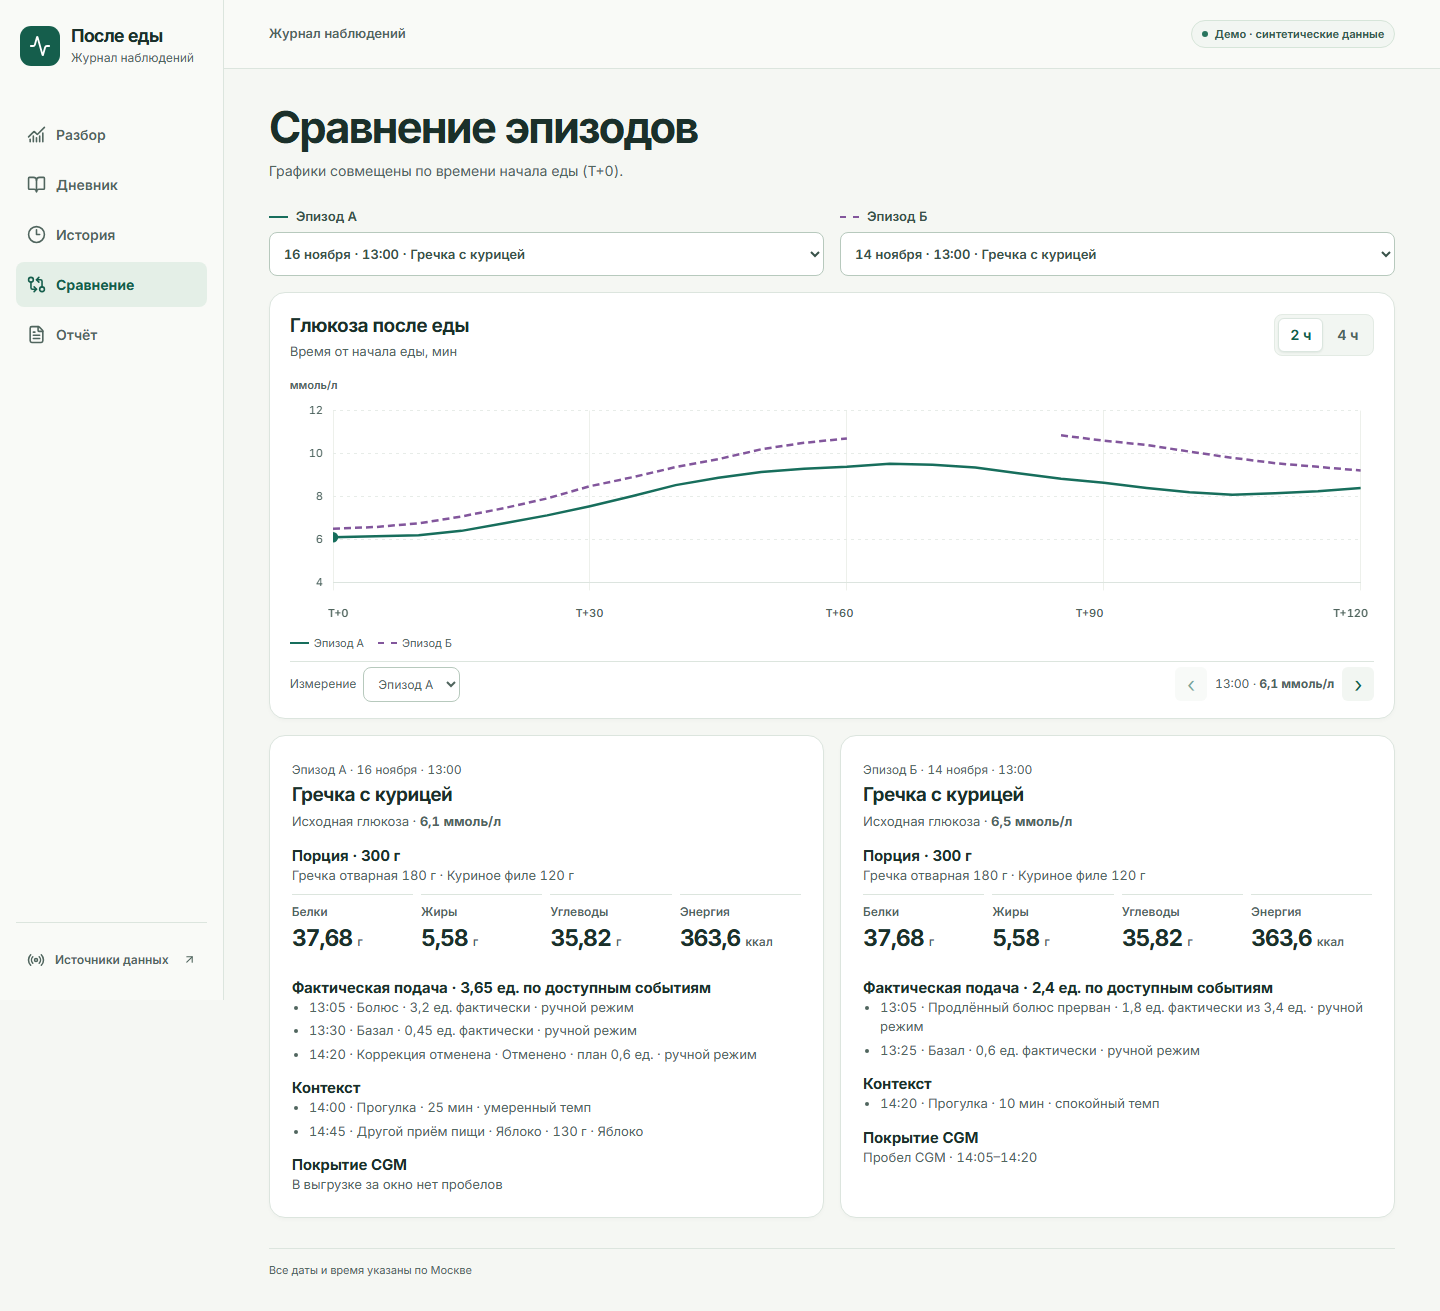 После еды
Журнал наблюдений
Разбор
Дневник
История
Сравнение
Отчёт
Источники данных
Журнал наблюдений
Демо · синтетические данные
Сравнение эпизодов
Графики совмещены по времени начала еды (T+0).
Эпизод А
16 ноября · 13:00 · Гречка с курицей
Эпизод Б
14 ноября · 13:00 · Гречка с курицей
Глюкоза после еды
Время от начала еды, мин
2 ч
4 ч
ммоль/л
12
10
8
6
4
T+0
T+30
T+60
T+90
T+120
Эпизод А
Эпизод Б
Измерение
Эпизод А
13:00 · 6,1 ммоль/л
Эпизод А · 16 ноября · 13:00
Гречка с курицей
Исходная глюкоза · 6,1 ммоль/л
Порция · 300 г
Гречка отварная 180 г · Куриное филе 120 г
Белки
37,68 г
Жиры
5,58 г
Углеводы
35,82 г
Энергия
363,6 ккал
Фактическая подача · 3,65 ед. по доступным событиям
13:05 · Болюс · 3,2 ед. фактически · ручной режим
13:30 · Базал · 0,45 ед. фактически · ручной режим
14:20 · Коррекция отменена · Отменено · план 0,6 ед. · ручной режим
Контекст
14:00 · Прогулка · 25 мин · умеренный темп
14:45 · Другой приём пищи · Яблоко · 130 г · Яблоко
Покрытие CGM
В выгрузке за окно нет пробелов
Эпизод Б · 14 ноября · 13:00
Гречка с курицей
Исходная глюкоза · 6,5 ммоль/л
Порция · 300 г
Гречка отварная 180 г · Куриное филе 120 г
Белки
37,68 г
Жиры
5,58 г
Углеводы
35,82 г
Энергия
363,6 ккал
Фактическая подача · 2,4 ед. по доступным событиям
13:05 · Продлённый болюс прерван · 1,8 ед. фактически из 3,4 ед. · ручной
режим
13:25 · Базал · 0,6 ед. фактически · ручной режим
Контекст
14:20 · Прогулка · 10 мин · спокойный темп
Покрытие CGM
Пробел CGM · 14:05–14:20
Все даты и время указаны по Москве